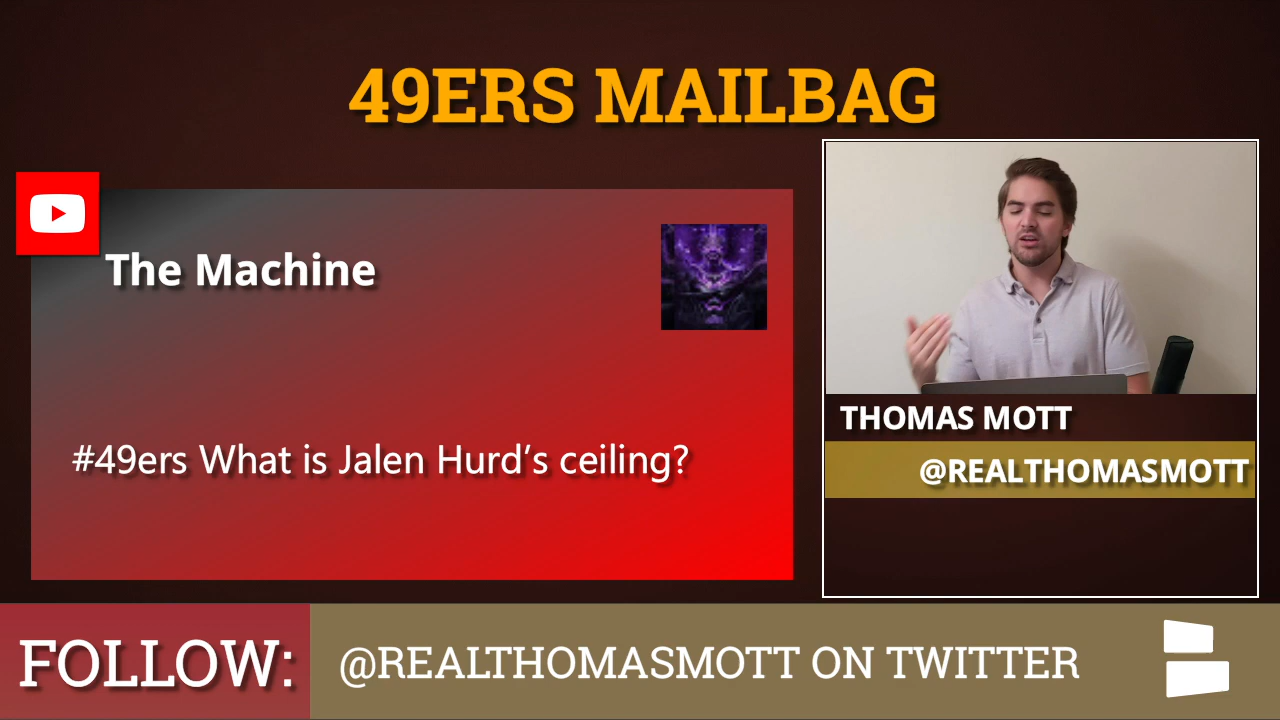 49ERS MAILBAG
The Machine
#49ers What is Jalen Hurd’s ceiling?
THOMAS MOTT
@REALTHOMASMOTT
FOLLOW:
@REALTHOMASMOTT ON TWITTER